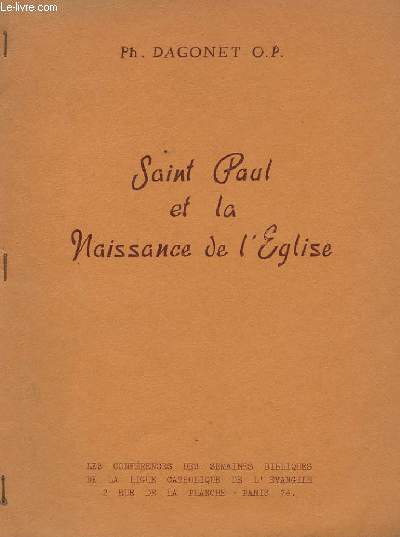 Le-livre.com
Ph. DAGONET O.P.
Saint Paul
et la
Naissance de l'Eglise
LES CONFÉRENCES DES SEMAINES BIBLIQUES
DE LA LIGUE CATHOLIQUE DE L'EVANGILE
2 RUE DE LA PLANCHE - PARIS 7e.